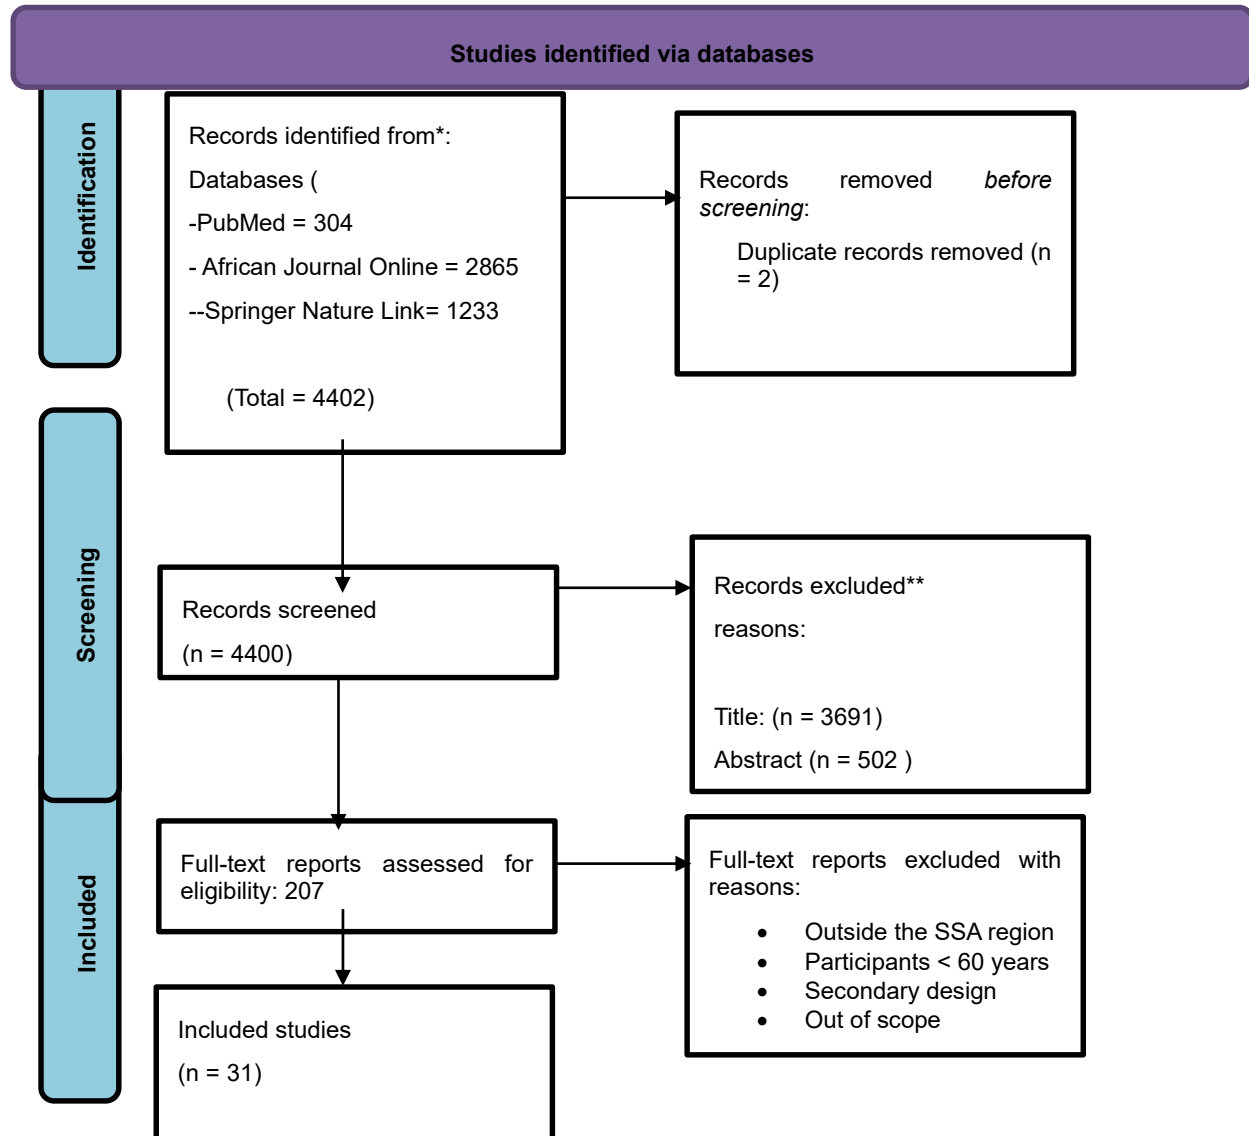 Studies identified via databases
Identification
Records identified from*:
Databases (
-PubMed = 304
- African Journal Online = 2865
--Springer Nature Link= 1233
(Total = 4402)
Records removed before
screening:
Duplicate records removed (n
= 2)
Screening
Records screened
(n = 4400)
Records excluded**
reasons:
Title: (n = 3691)
Abstract (n = 502 )
Included
Full-text reports assessed for
eligibility: 207
Full-text reports excluded with
reasons:
• Outside the SSA region
• Participants < 60 years
• Secondary design
• Out of scope
Included studies
(n = 31)